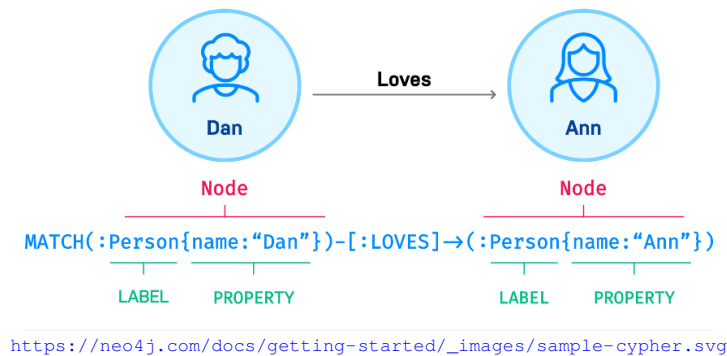 Loves
Dan Ann
Node Node
MATCH(:Person{name:“Dan”})-[:LOVES]→(:Person{name:“Ann”})
LABEL PROPERTY LABEL PROPERTY
https://neo4j.com/docs/getting-started/_images/sample-cypher.svg